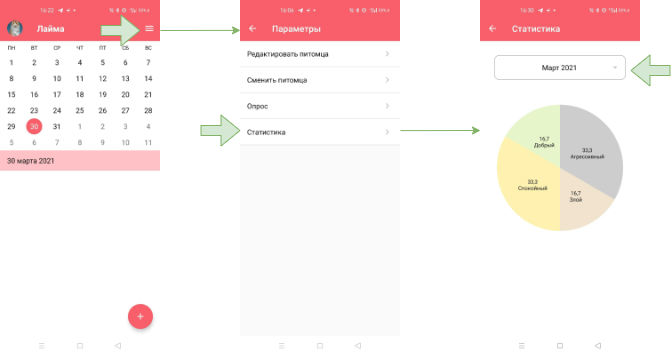 16:22
Лайма
ПН ВТ СР ЧТ ПТ СБ ВС
1 2 3 4 5 6 7
8 9 10 11 12 13 14
15 16 17 18 19 20 21
22 23 24 25 26 27 28
29 30 31 1 2 3 4
5 6 7 8 9 10 11
30 марта 2021
+
16:06
Параметры
Редактировать питомца
Сменить питомца
Опрос
Статистика
16:30
Статистика
Март 2021
16,7
Добрый
33,3
Агрессивный
33,3
Спокойный
16,7
Злой